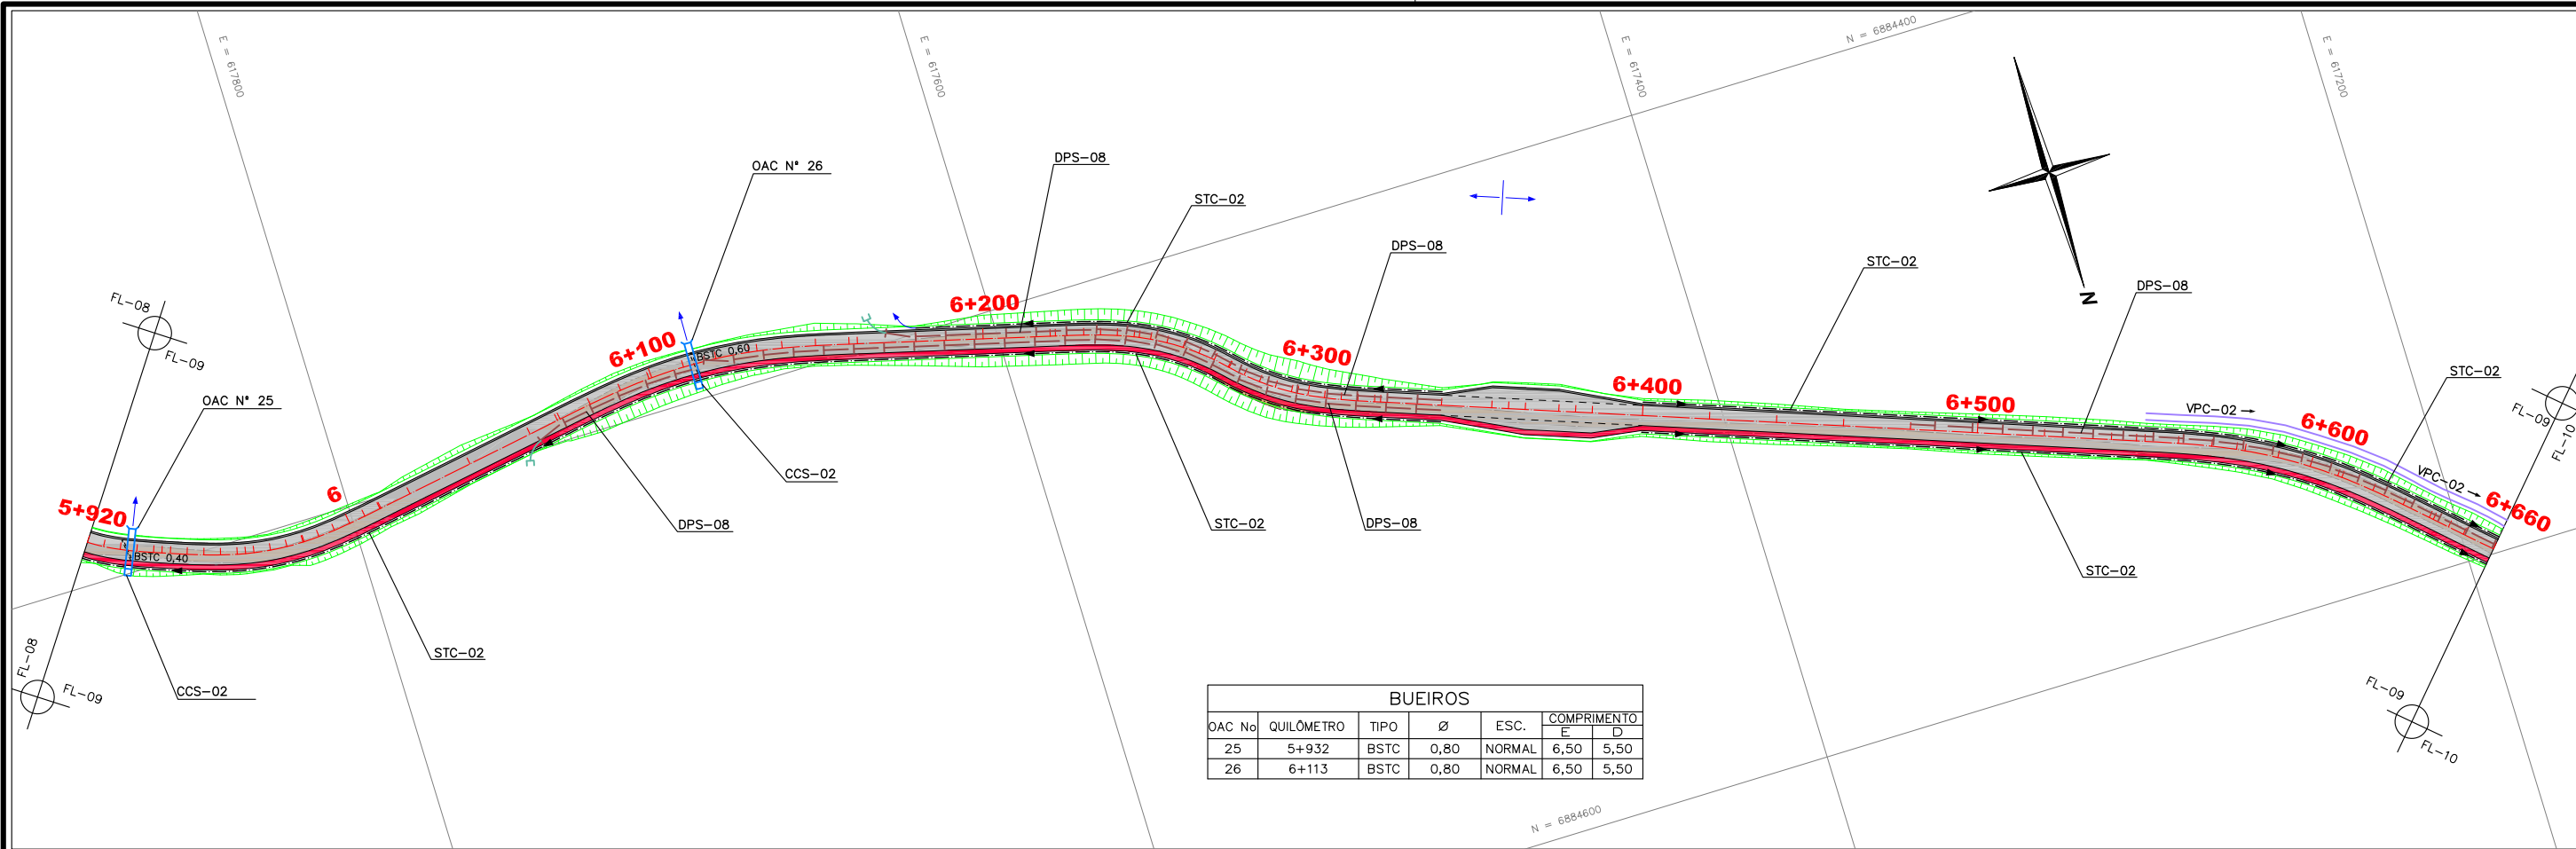 E = 617800
E = 617600
E = 617400
N = 6884400
E = 617200
OAC N° 26
DPS-08
STC-02
DPS-08
STC-02
DPS-08
N
FL-08
FL-09
6+200
6+100
BSTC 0,60
6+300
6+400
6+500
6+600
STC-02
VPC-02
VPC-02
FL-09
FL-10
OAC N° 25
5+920
6
BSTC 0,40
CCS-02
DPS-08
STC-02
DPS-08
6+660
STC-02
FL-08
FL-09
STC-02
CCS-02
FL-09
FL-10
BUEIROS
OAC No QUILÔMETRO TIPO Ø ESC. COMPRIMENTO
E D
25 5+932 BSTC 0,80 NORMAL 6,50 5,50
26 6+113 BSTC 0,80 NORMAL 6,50 5,50
N = 6884600